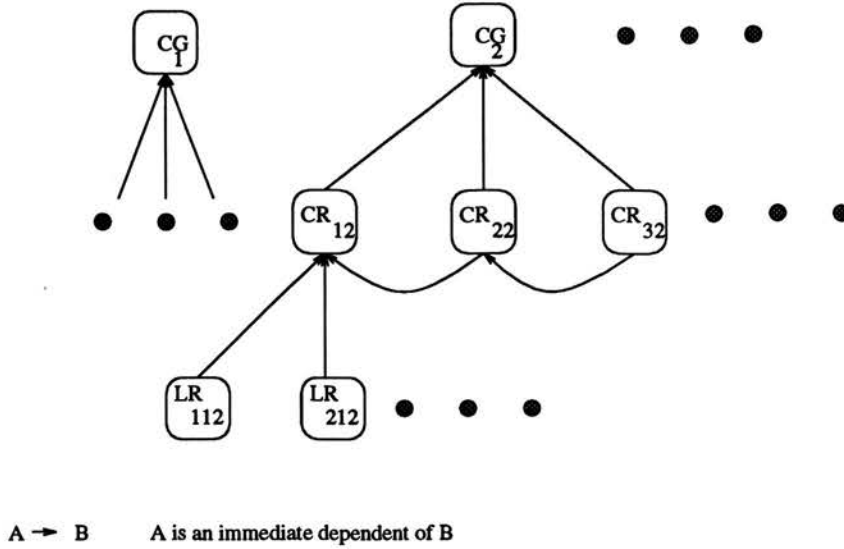 CG 1
CG 2
CR 12
CR 22
CR 32
LR 112
LR 212
A → B A is an immediate dependent of B